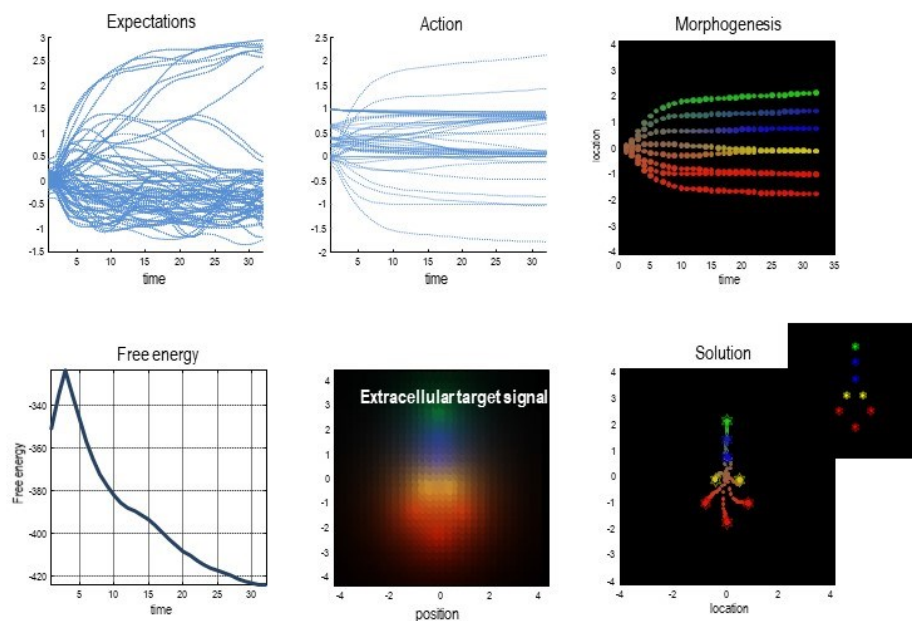 Expectations
3
2.5
2
1.5
1
0.5
0
-0.5
-1
-1.5
5 10 15 20 25 30
time
Action
2.5
2
1.5
1
0.5
0
-0.5
-1
-1.5
-2
5 10 15 20 25 30
time
Morphogenesis
location
4
3
2
1
0
-1
-2
-3
-4
0 5 10 15 20 25 30 35
time
Free energy
Free energy
-340
-360
-380
-400
-420
5 10 15 20 25 30
time
Extracellular target signal
4
3
2
1
0
-1
-2
-3
-4
-4 -2 0 2 4
position
Solution
4
3
2
1
0
-1
-2
-3
-4
-4 -2 0 2 4
location